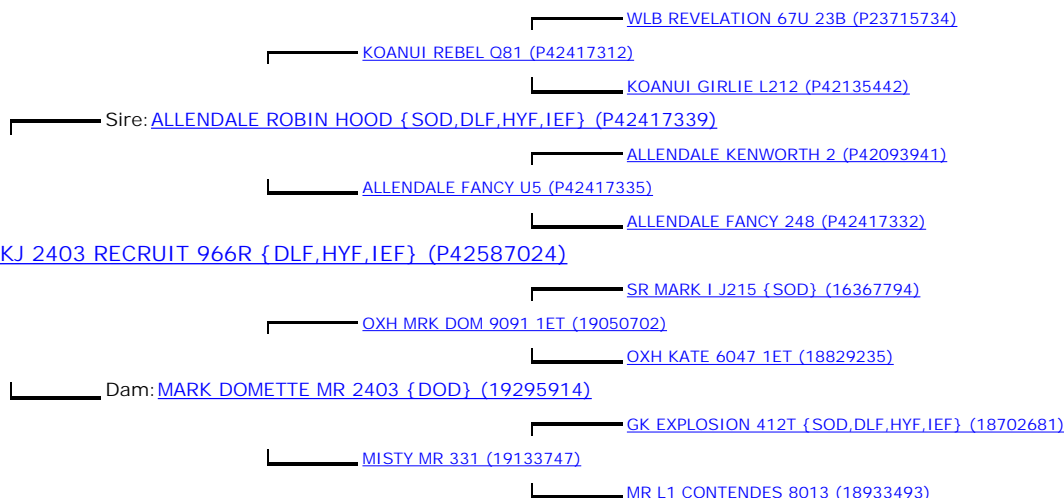 WLB REVELATION 67U 23B (P23715734)
KOANUI REBEL Q81 (P42417312)
KOANUI GIRLIE L212 (P42135442)
Sire: ALLENDALE ROBIN HOOD {SOD,DLF,HYF,IEF} (P42417339)
ALLENDALE KENWORTH 2 (P42093941)
ALLENDALE FANCY U5 (P42417335)
ALLENDALE FANCY 248 (P42417332)
KJ 2403 RECRUIT 966R {DLF,HYF,IEF} (P42587024)
SR MARK I J215 {SOD} (16367794)
OXH MRK DOM 9091 1ET (19050702)
OXH KATE 6047 1ET (18829235)
Dam: MARK DOMETTE MR 2403 {DOD} (19295914)
GK EXPLOSION 412T {SOD,DLF,HYF,IEF} (18702681)
MISTY MR 331 (19133747)
MR L1 CONTENDES 8013 (18933493)